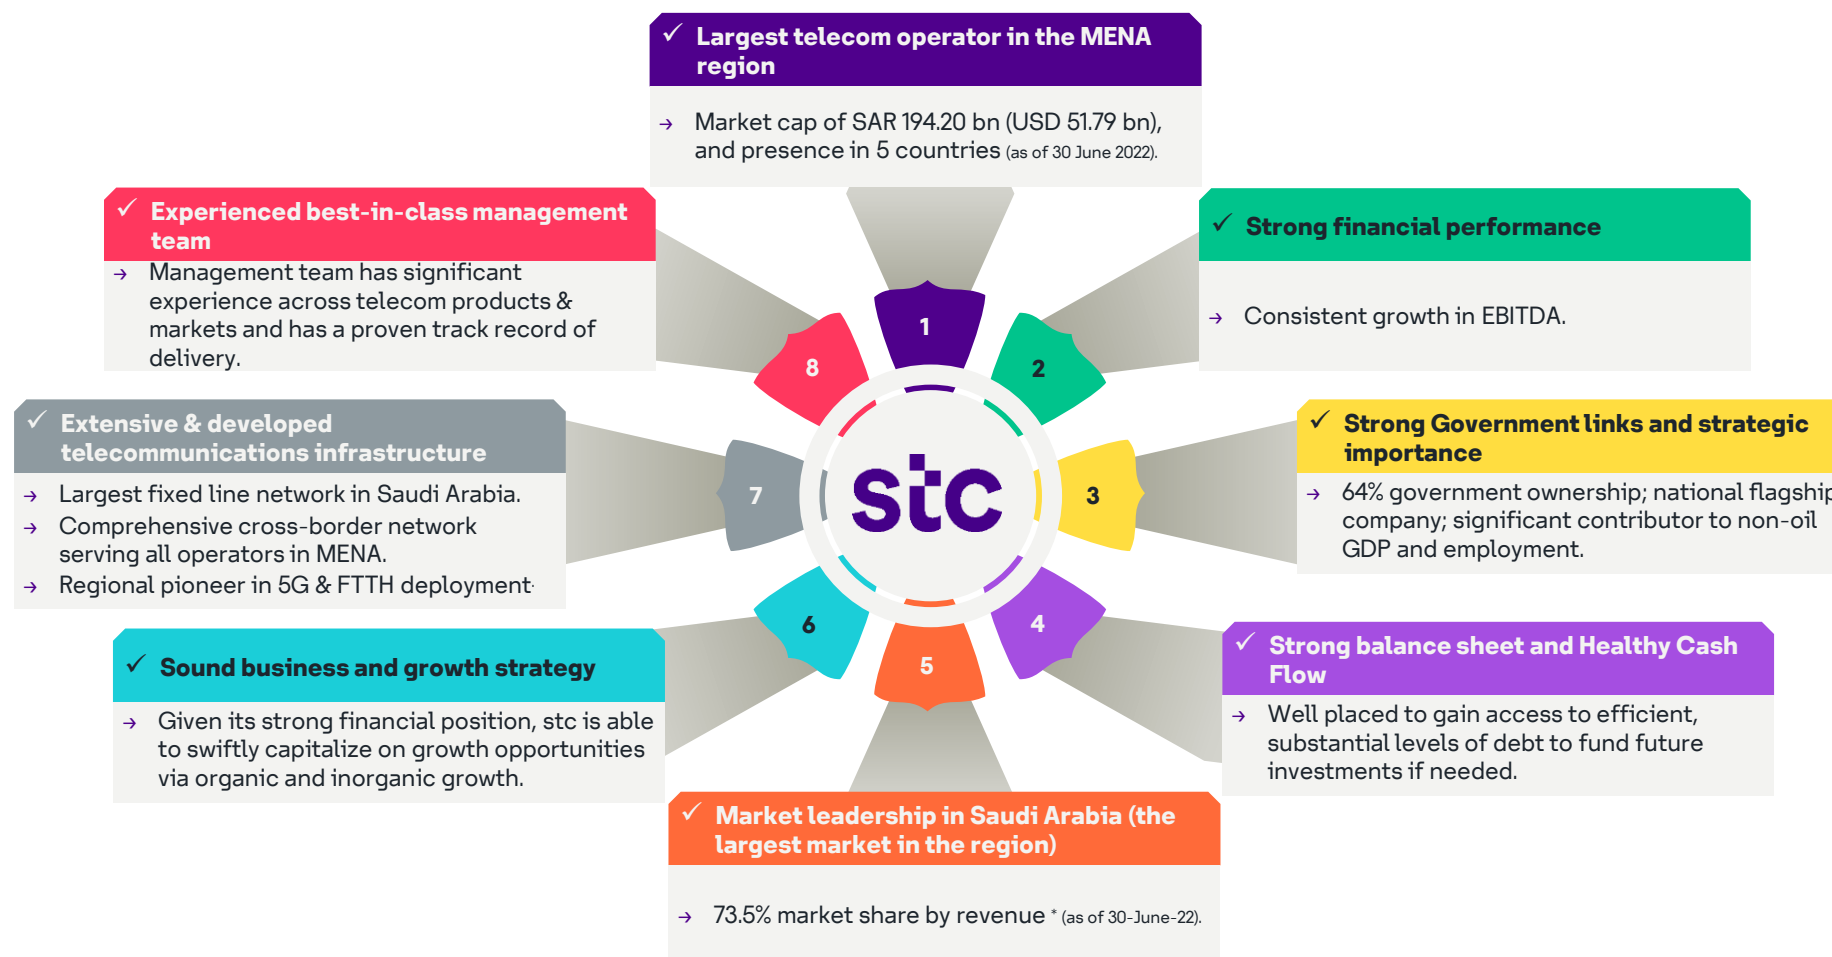 ✓ Largest telecom operator in the MENA
region
→ Market cap of SAR 194.20 bn (USD 51.79 bn),
and presence in 5 countries (as of 30 June 2022).
✓ Strong financial performance
→ Consistent growth in EBITDA.
✓ Strong Government links and strategic
importance
→ 64% government ownership; national flagship
company; significant contributor to non-oil
GDP and employment.
✓ Strong balance sheet and Healthy Cash
Flow
→ Well placed to gain access to efficient,
substantial levels of debt to fund future
investments if needed.
✓ Market leadership in Saudi Arabia (the
largest market in the region)
→ 73.5% market share by revenue * (as of 30-June-22).
✓ Sound business and growth strategy
→ Given its strong financial position, stc is able
to swiftly capitalize on growth opportunities
via organic and inorganic growth.
✓ Extensive & developed
telecommunications infrastructure
→ Largest fixed line network in Saudi Arabia.
→ Comprehensive cross-border network
serving all operators in MENA.
→ Regional pioneer in 5G & FTTH deployment.
✓ Experienced best-in-class management
team
→ Management team has significant
experience across telecom products &
markets and has a proven track record of
delivery.
1
2
3
4
5
6
7
8
stc